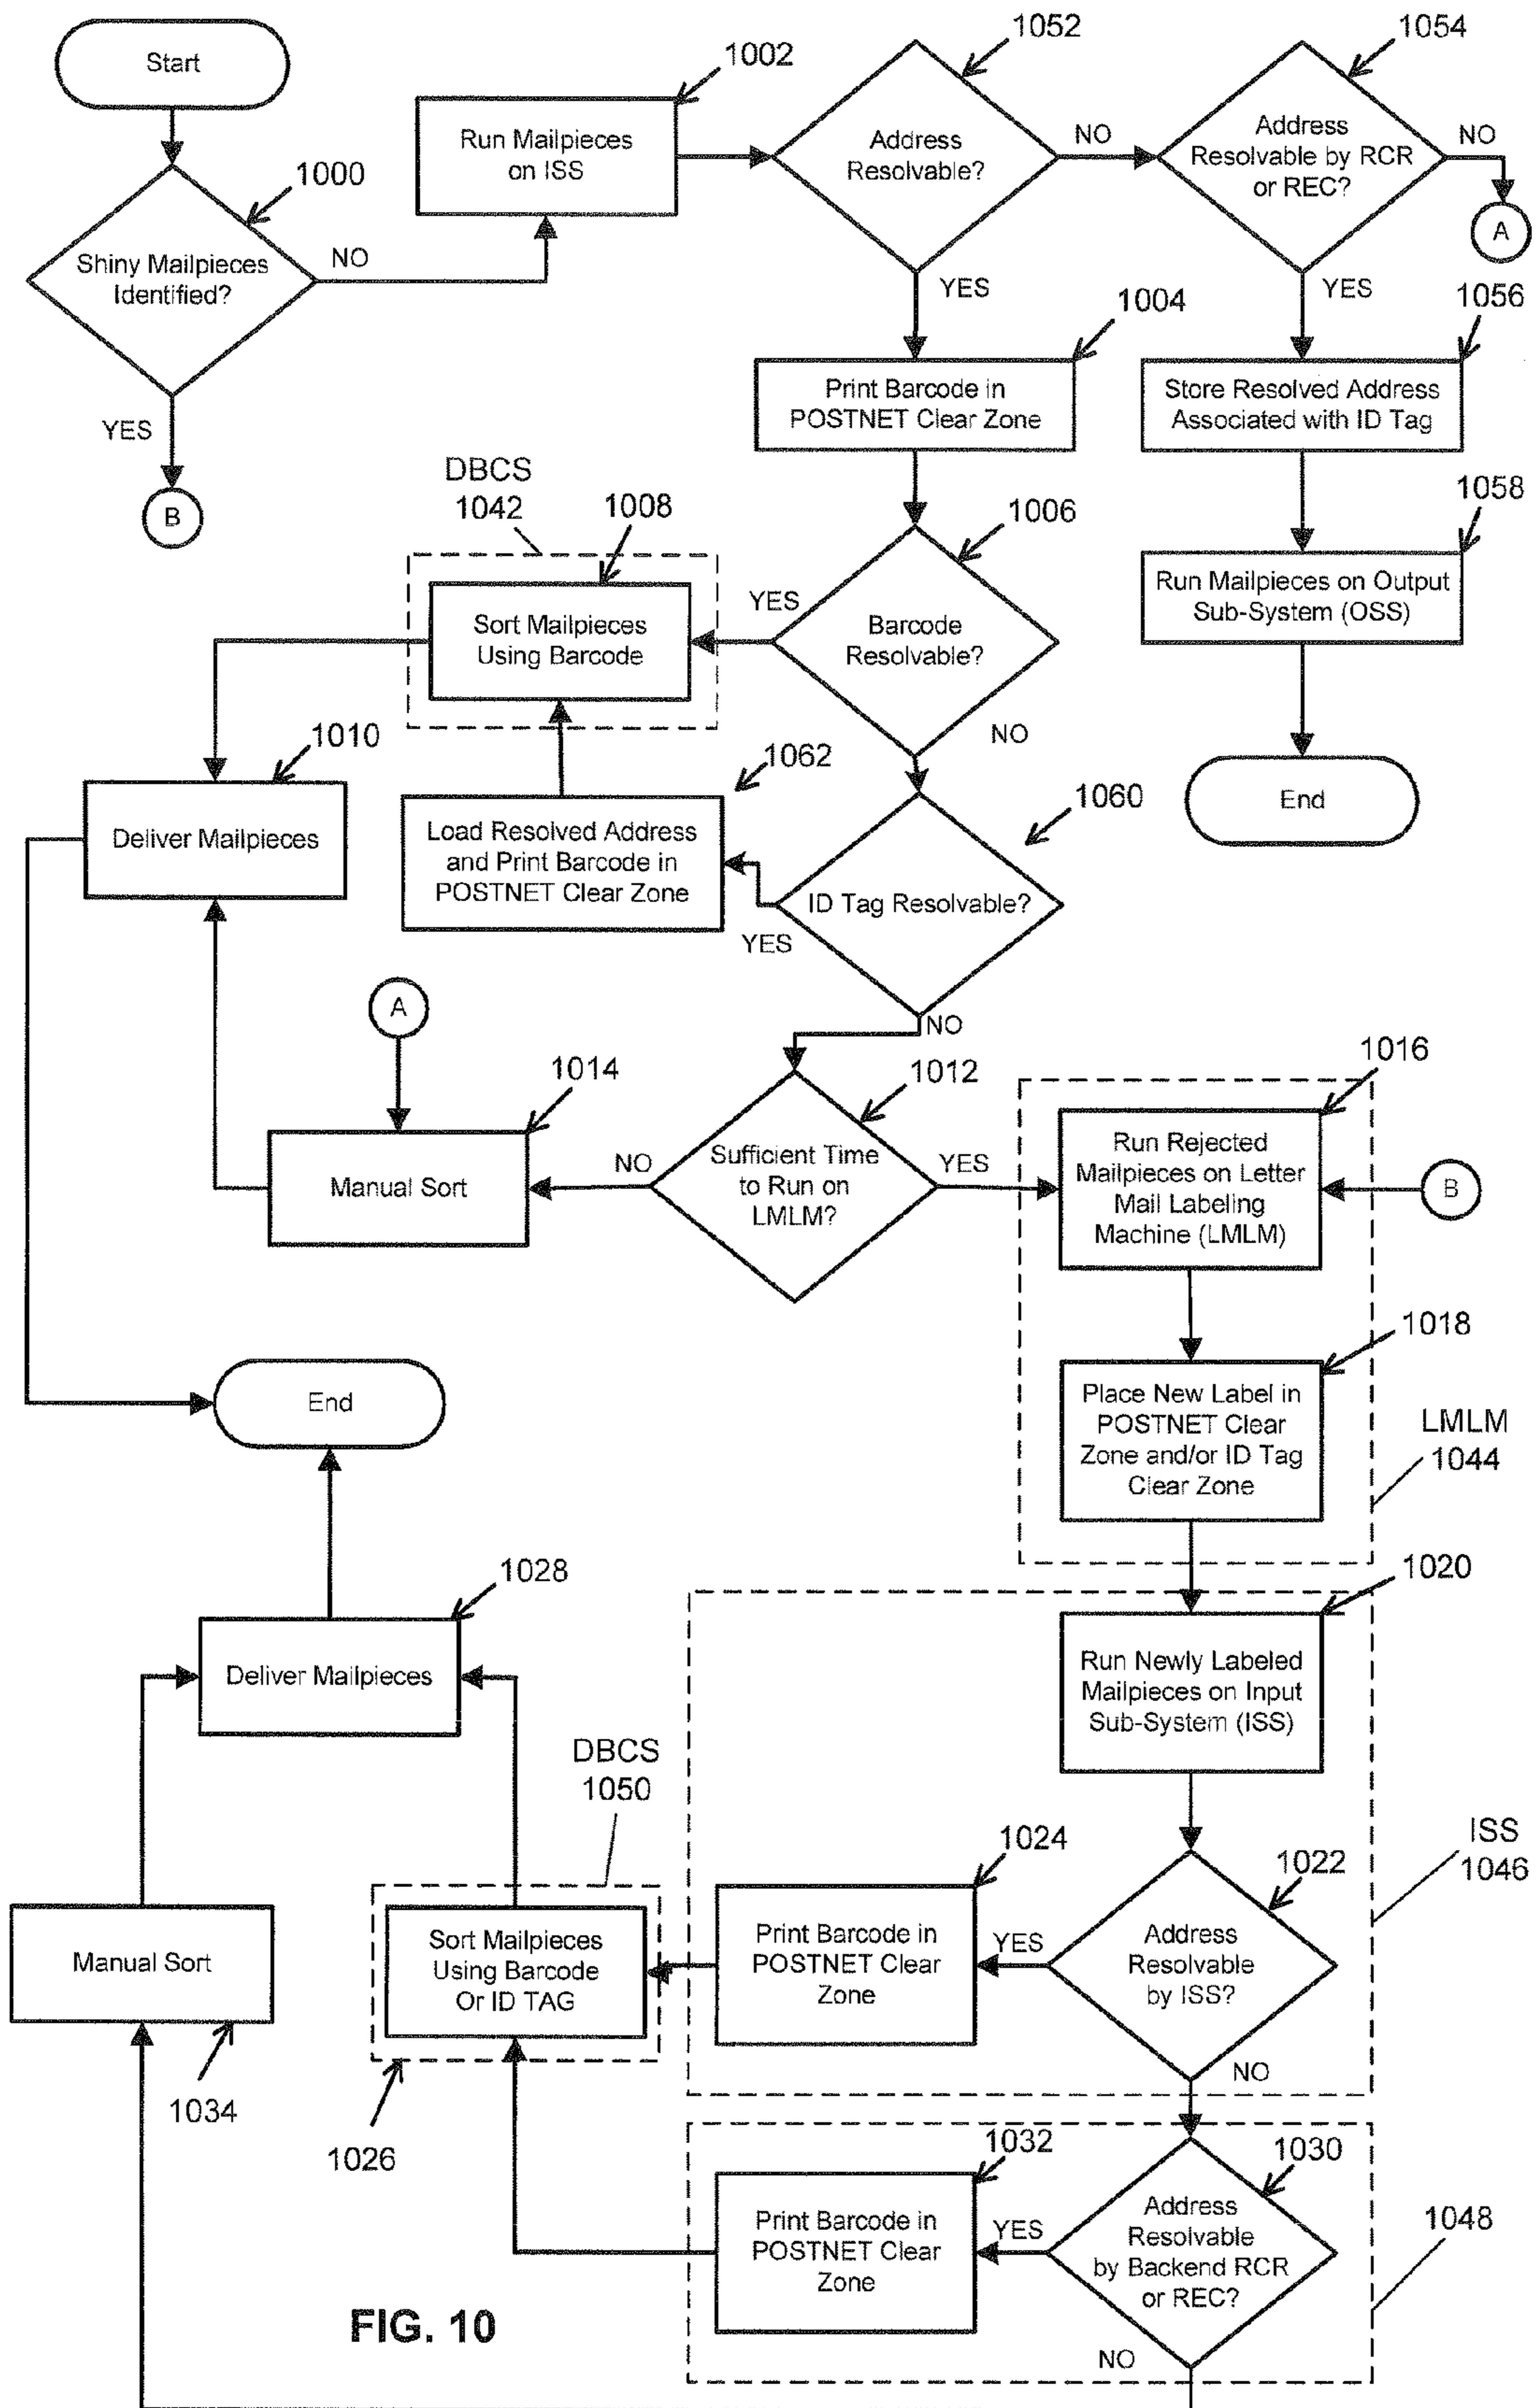 Start
1000
Shiny Mailpieces
Identified?
NO
YES
B
1002
Run Mailpieces
on ISS
1052
Address
Resolvable?
NO
YES
1054
Address
Resolvable by RCR
or REC?
NO
A
YES
1004
Print Barcode in
POSTNET Clear Zone
1056
Store Resolved Address
Associated with ID Tag
1058
Run Mailpieces on Output
Sub-System (OSS)
End
DBCS
1042
1008
Sort Mailpieces
Using Barcode
YES
1006
Barcode
Resolvable?
NO
1010
Deliver Mailpieces
1062
Load Resolved Address
and Print Barcode in
POSTNET Clear Zone
1060
ID Tag Resolvable?
YES
NO
A
1014
Manual Sort
NO
1012
Sufficient Time
to Run on
LMLM?
YES
1016
Run Rejected
Mailpieces on Letter
Mail Labeling
Machine (LMLM)
B
1018
Place New Label in
POSTNET Clear
Zone and/or ID Tag
Clear Zone
LMLM
1044
End
1028
Deliver Mailpieces
1020
Run Newly Labeled
Mailpieces on Input
Sub-System (ISS)
DBCS
1050
ISS
1046
1024
Print Barcode in
POSTNET Clear
Zone
YES
1022
Address
Resolvable
by ISS?
NO
Manual Sort
1034
Sort Mailpieces
Using Barcode
Or ID TAG
1026
1032
Print Barcode in
POSTNET Clear
Zone
YES
1030
Address
Resolvable
by Backend RCR
or REC?
NO
1048
FIG. 10